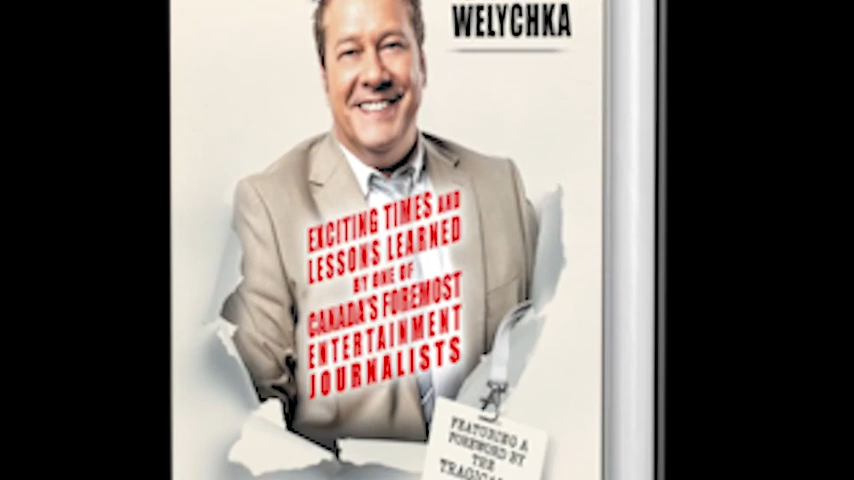 WELYCHKA
EXCITING TIMES AND
LESSONS LEARNED
BY ONE OF
CANADA'S FOREMOST
ENTERTAINMENT
JOURNALISTS
FEATURING A
FOREWORD BY
THE